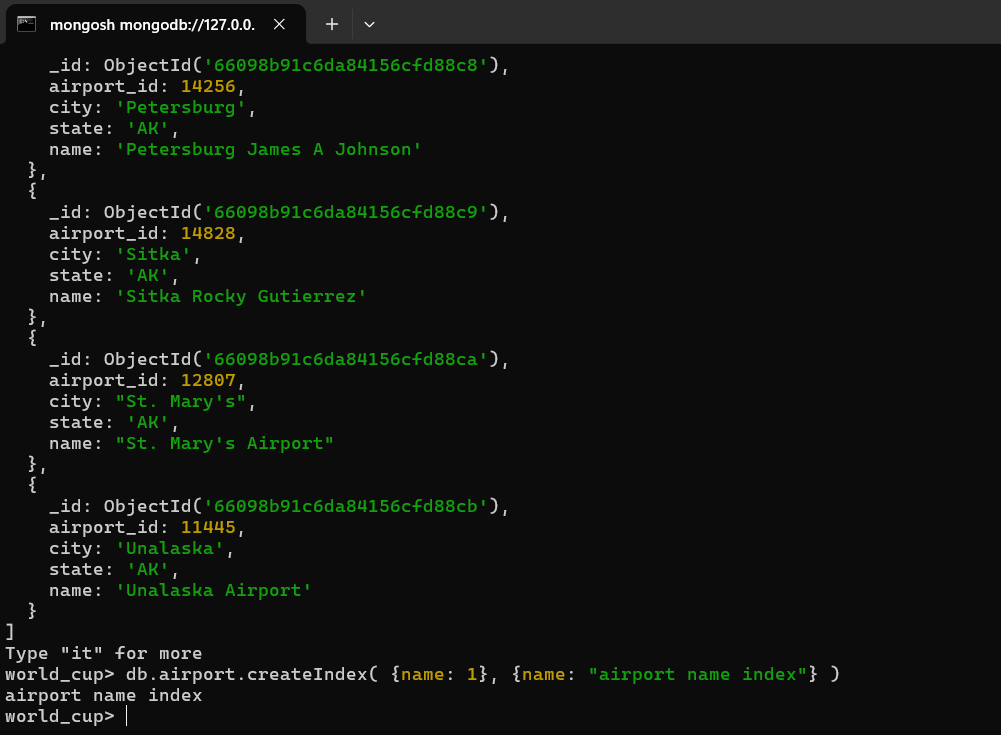 mongosh mongodb://127.0.0.
_id: ObjectId('66098b91c6da84156cfd88c8'),
airport_id: 14256,
city: 'Petersburg',
state: 'AK',
name: 'Petersburg James A Johnson'
},
{
_id: ObjectId('66098b91c6da84156cfd88c9'),
airport_id: 14828,
city: 'Sitka',
state: 'AK',
name: 'Sitka Rocky Gutierrez'
},
{
_id: ObjectId('66098b91c6da84156cfd88ca'),
airport_id: 12807,
city: "St. Mary's",
state: 'AK',
name: "St. Mary's Airport"
},
{
_id: ObjectId('66098b91c6da84156cfd88cb'),
airport_id: 11445,
city: 'Unalaska',
state: 'AK',
name: 'Unalaska Airport'
}
]
Type "it" for more
world_cup> db.airport.createIndex( {name: 1}, {name: "airport name index"} )
airport name index
world_cup>